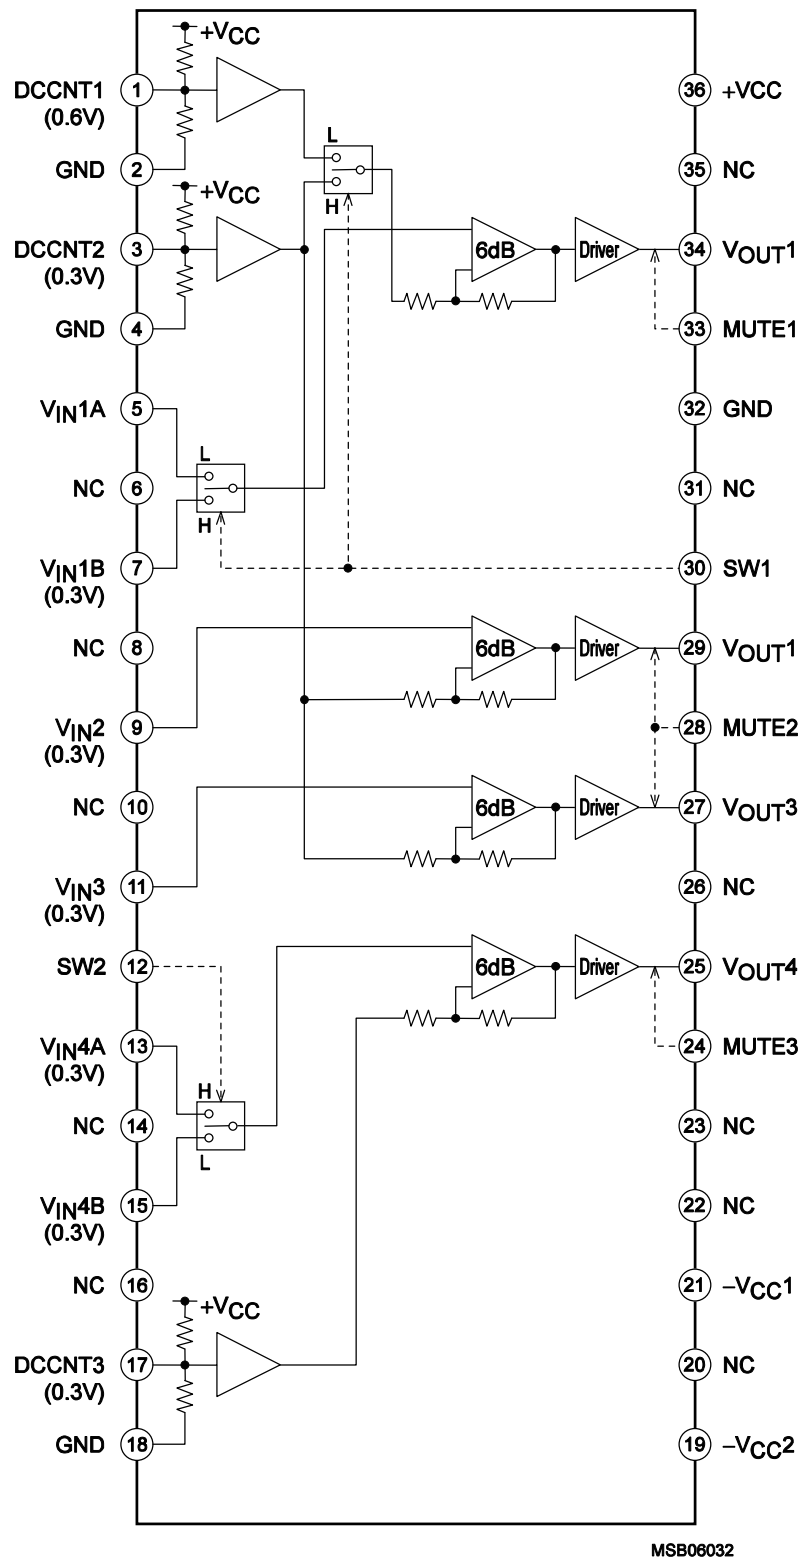 +VCC
DCCNT1 1
(0.6V)
36 +VCC
L
GND 2
35 NC
+VCC
H
DCCNT2 3
(0.3V)
6dB Driver
34 VOUT1
GND 4
33 MUTE1
VIN1A 5
32 GND
L
NC 6
31 NC
H
VIN1B 7
(0.3V)
30 SW1
NC 8
6dB Driver
29 VOUT1
VIN2 9
(0.3V)
28 MUTE2
NC 10
6dB Driver
27 VOUT3
VIN3 11
(0.3V)
26 NC
SW2 12
6dB Driver
25 VOUT4
VIN4A 13
(0.3V)
24 MUTE3
H
NC 14
23 NC
L
VIN4B 15
(0.3V)
22 NC
NC 16
21 –VCC1
+VCC
DCCNT3 17
(0.3V)
20 NC
GND 18
19 –VCC2
MSB06032